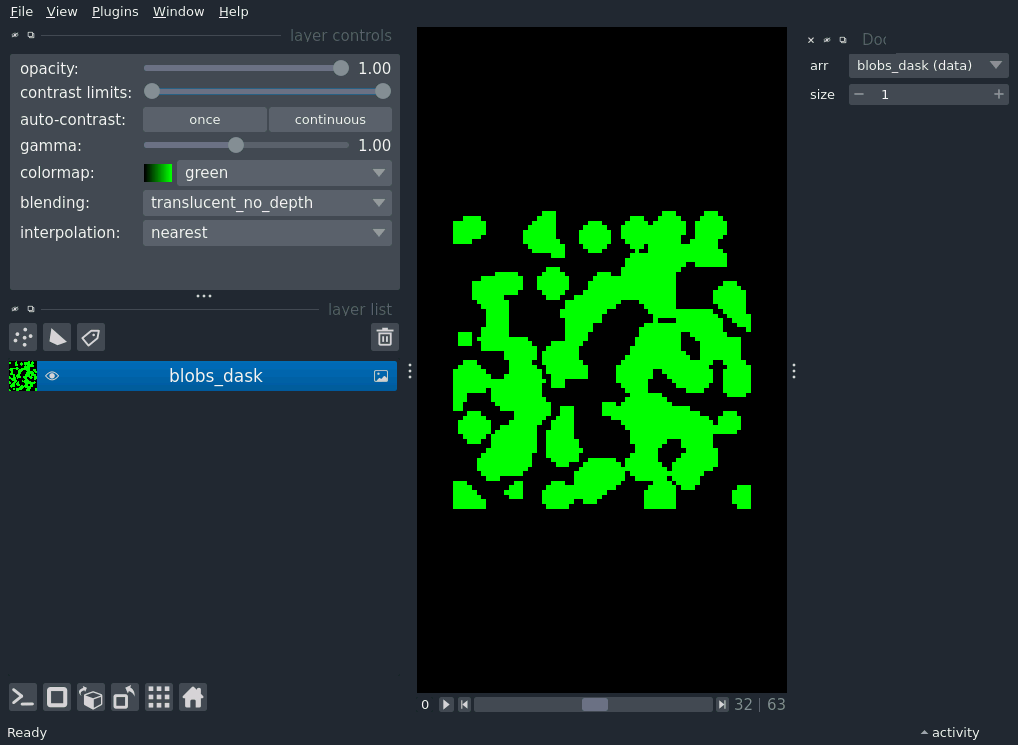 File View Plugins Window Help
layer controls
opacity: 1.00
contrast limits:
auto-contrast: once continuous
gamma: 1.00
colormap: green
blending: translucent_no_depth
interpolation: nearest
layer list
blobs_dask
0 32 | 63
Ready
arr blobs_dask (data)
size 1
activity